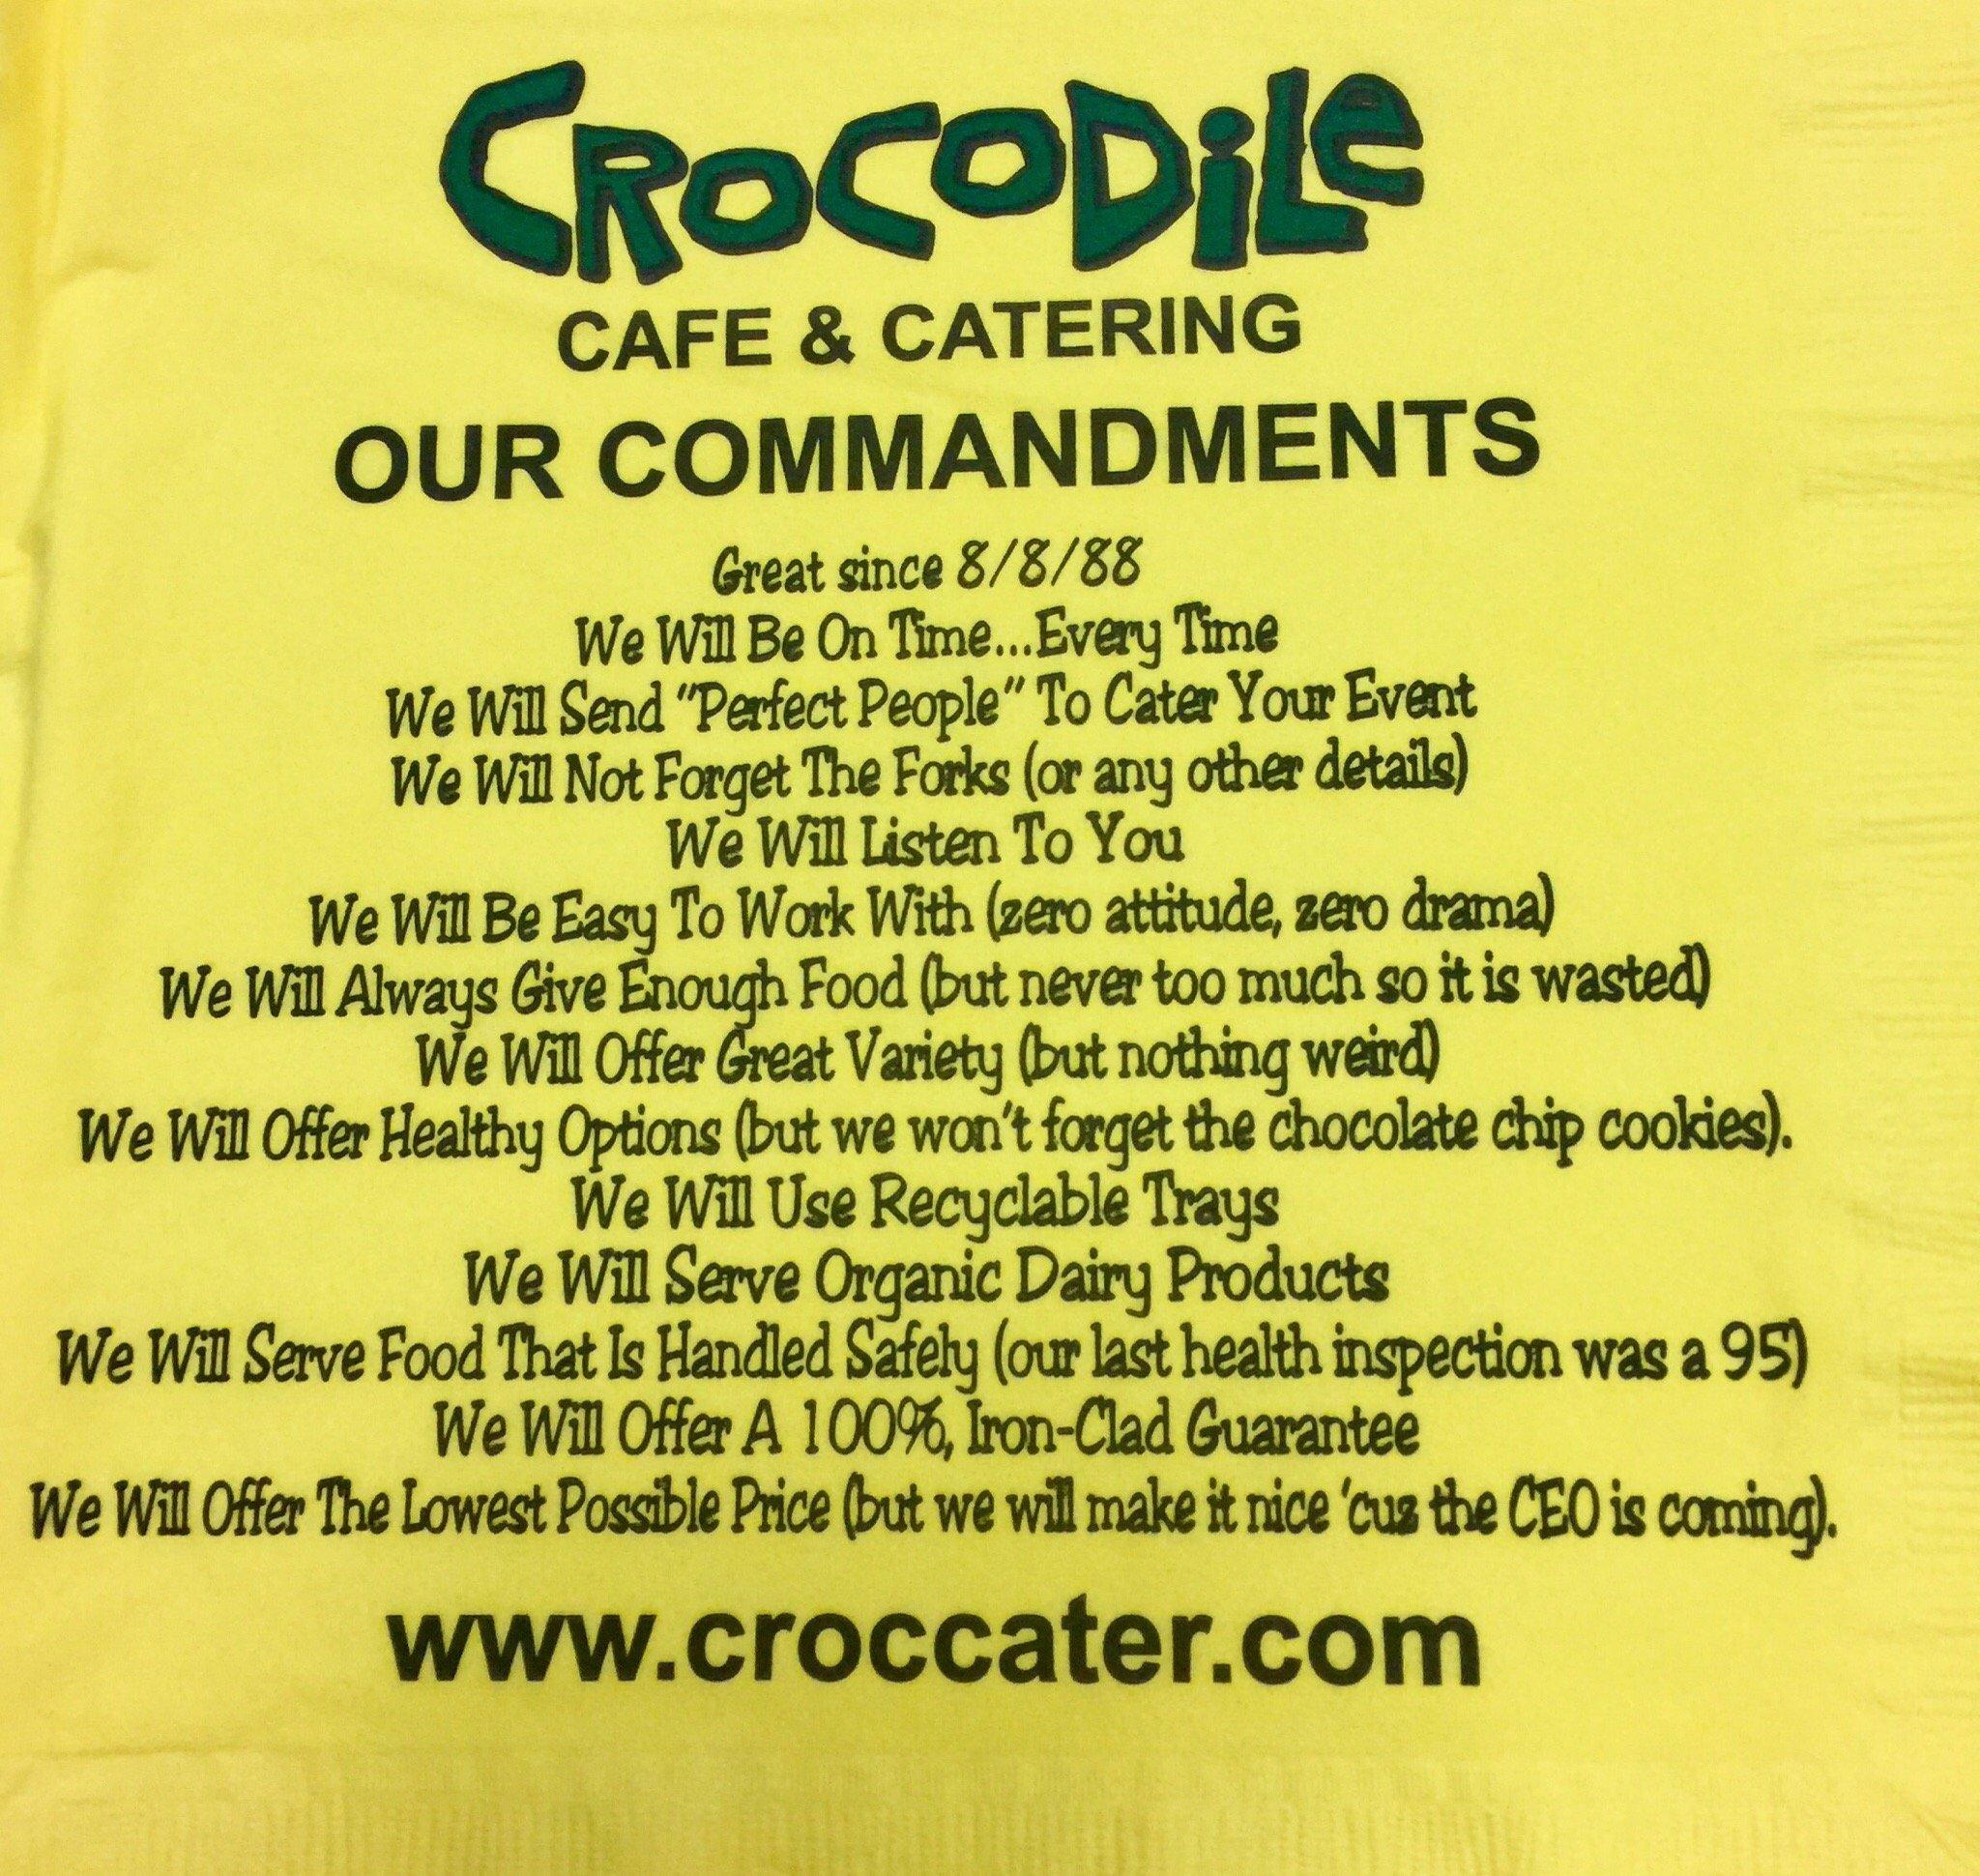 CROCODiLe
CAFE & CATERING
OUR COMMANDMENTS
Great since 8/8/88
We Will Be On Time...Every Time
We Will Send "Perfect People" To Cater Your Event
We Will Not Forget The Forks (or any other details)
We Will Listen To You
We Will Be Easy To Work With (zero attitude, zero drama)
We Will Always Give Enough Food (but never too much so it is wasted)
We Will Offer Great Variety (but nothing weird)
We Will Offer Healthy Options (but we won't forget the chocolate chip cookies).
We Will Use Recyclable Trays
We Will Serve Organic Dairy Products
We Will Serve Food That Is Handled Safely (our last health inspection was a 95)
We Will Offer A 100%, Iron-Clad Guarantee
We Will Offer The Lowest Possible Price (but we will make it nice 'cuz the CEO is coming).
www.croccater.com